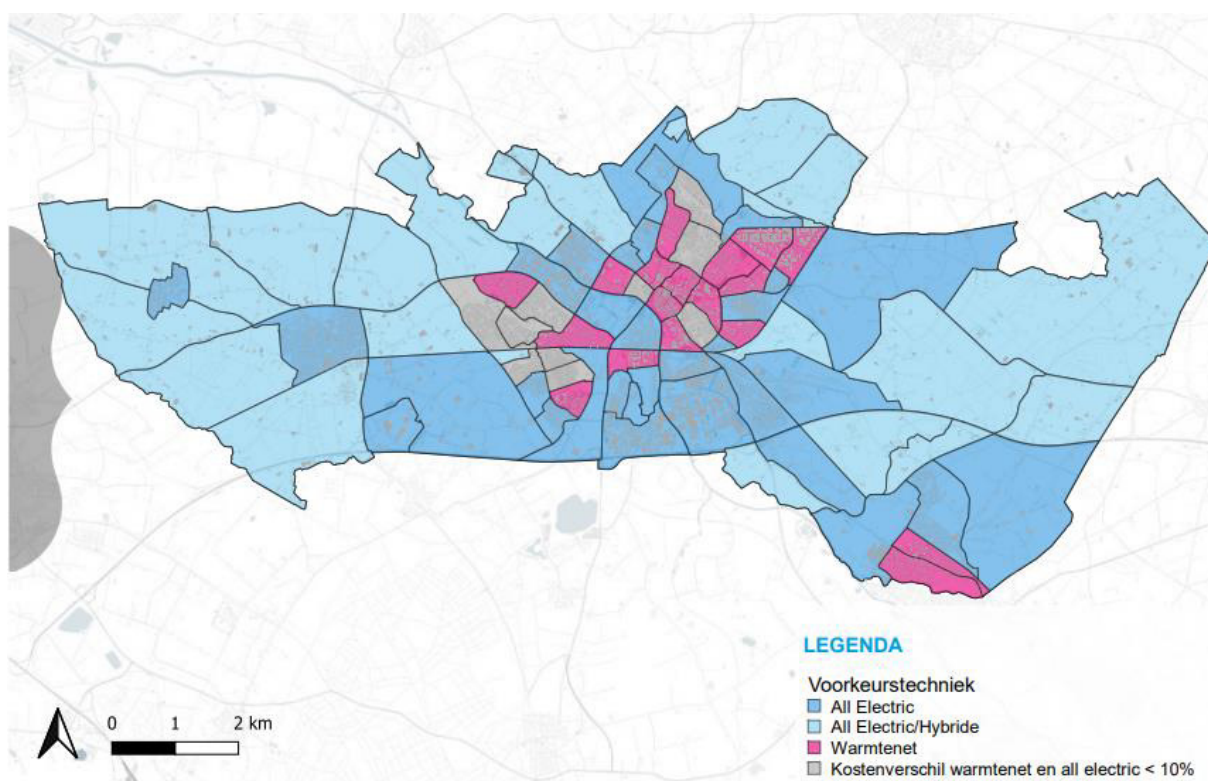 LEGENDA
Voorkeurstechniek
All Electric
All Electric/Hybride
Warmtenet
Kostenverschil warmtenet en all electric < 10%
0 1 2 km